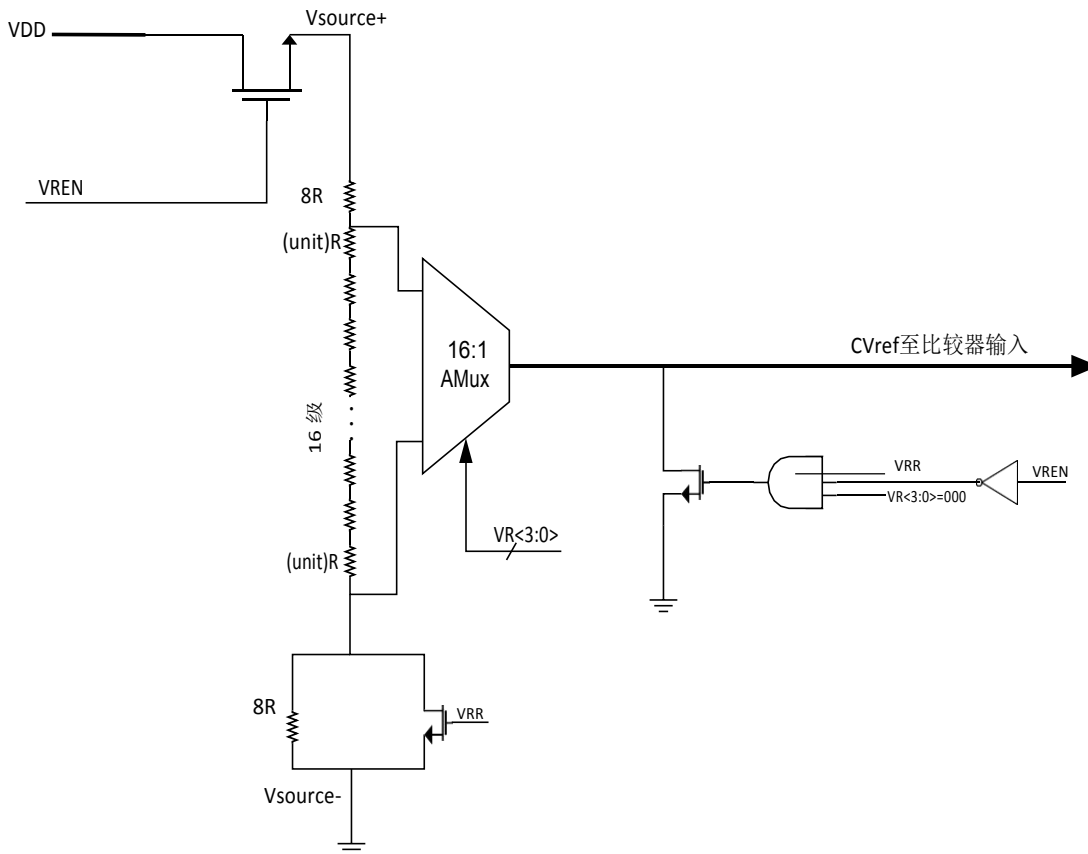 Vsource+
VDD
VREN
8R
(unit)R
16:1
AMux
CVref至比较器输入
16 级
VRR
VREN
VR<3:0>=000
VR<3:0>
(unit)R
8R
VRR
Vsource-